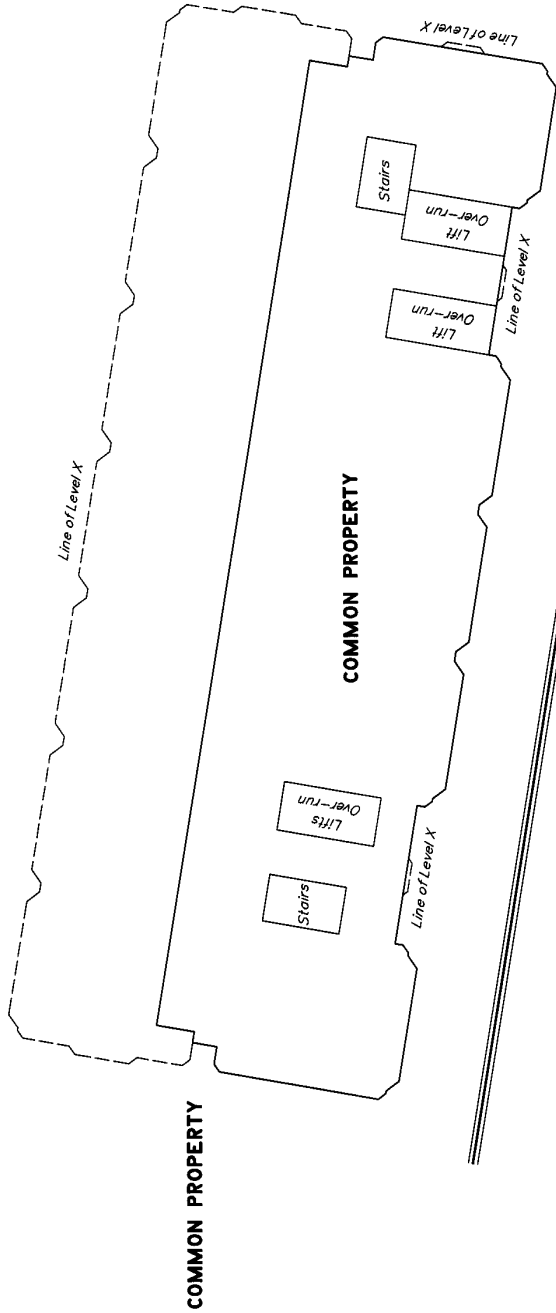 Line of Level X
Line of Level X
Stairs
Lift
Over-run
Lift
Over-run
Line of Level X
COMMON PROPERTY
Lifts
Over-run
Stairs
Line of Level X
COMMON PROPERTY